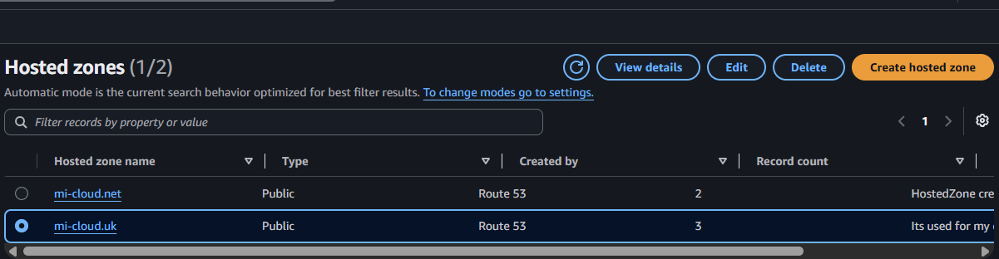 Hosted zones (1/2) View details Edit Delete Create hosted zone
Automatic mode is the current search behavior optimized for best filter results. To change modes go to settings.
Filter records by property or value 1
Hosted zone name Type Created by Record count
mi-cloud.net Public Route 53 2 HostedZone cre
mi-cloud.uk Public Route 53 3 Its used for my